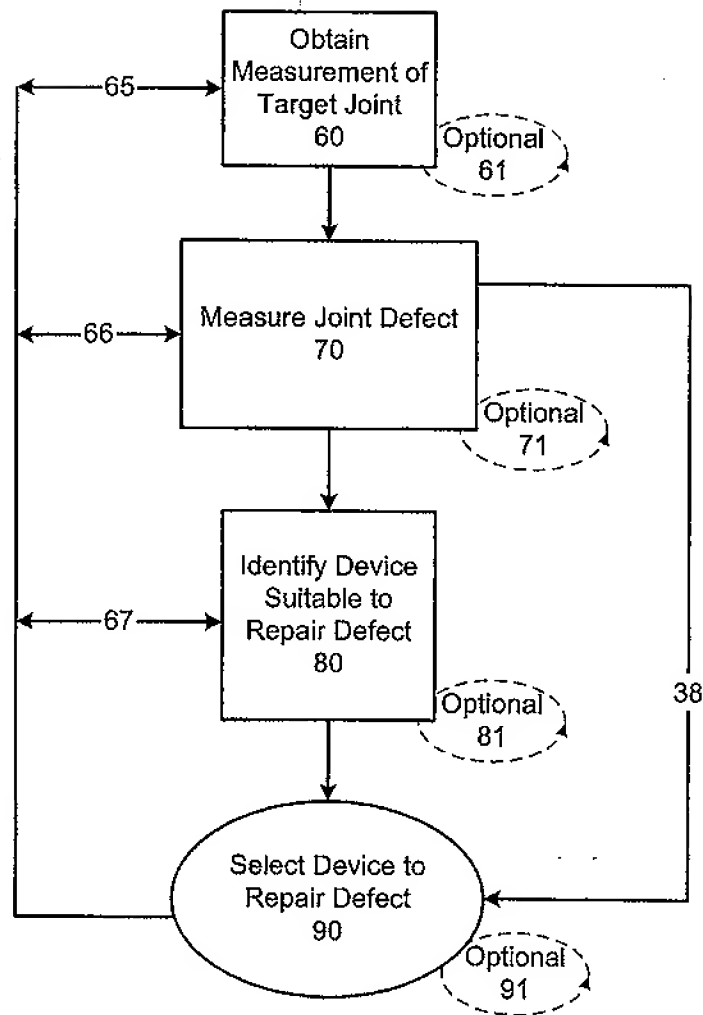 Obtain
Measurement of
Target Joint
60
65
Optional
61
Measure Joint Defect
70
66
Optional
71
Identify Device
Suitable to
Repair Defect
80
67
Optional
81
38
Select Device to
Repair Defect
90
Optional
91